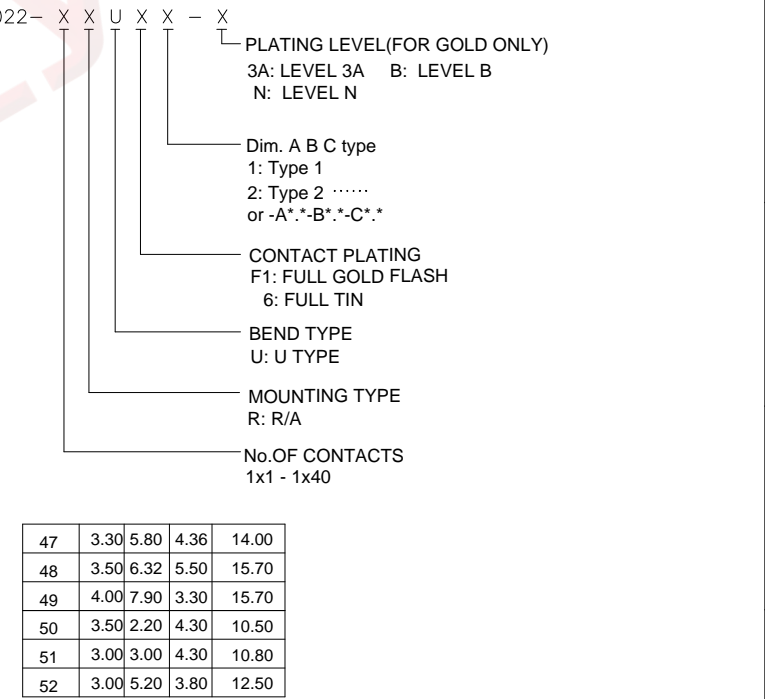 022- X X U X X - X
PLATING LEVEL(FOR GOLD ONLY)
3A: LEVEL 3A B: LEVEL B
N: LEVEL N
Dim. A B C type
1: Type 1
2: Type 2 ······
or -A*.*-B*.*-C*.*
CONTACT PLATING
F1: FULL GOLD FLASH
6: FULL TIN
BEND TYPE
U: U TYPE
MOUNTING TYPE
R: R/A
No.OF CONTACTS
1x1 - 1x40
47 3.30 5.80 4.36 14.00
48 3.50 6.32 5.50 15.70
49 4.00 7.90 3.30 15.70
50 3.50 2.20 4.30 10.50
51 3.00 3.00 4.30 10.80
52 3.00 5.20 3.80 12.50